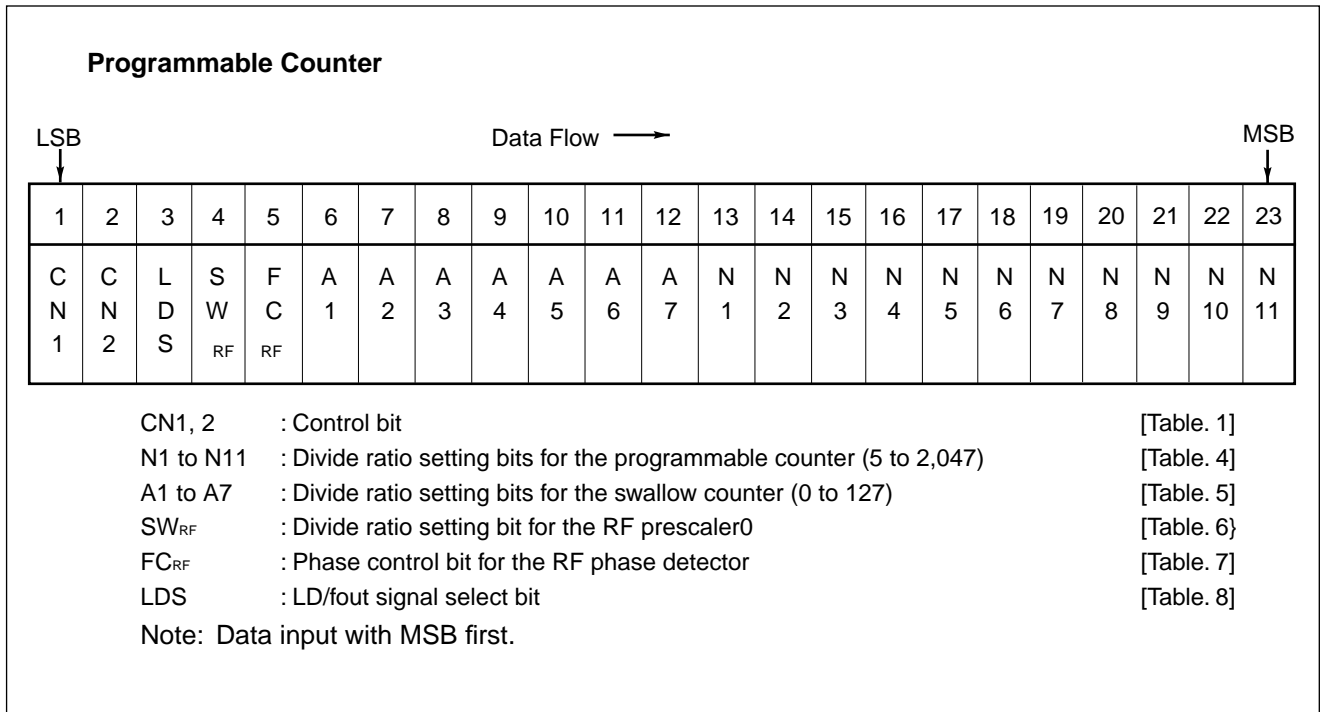 Programmable Counter
LSB Data Flow MSB
1 2 3 4 5 6 7 8 9 10 11 12 13 14 15 16 17 18 19 20 21 22 23
C C L S F A A A A A A A N N N N N N N N N N N
N N D W C 1 2 3 4 5 6 7 1 2 3 4 5 6 7 8 9 10 11
1 2 S RF RF
CN1, 2 : Control bit [Table. 1]
N1 to N11 : Divide ratio setting bits for the programmable counter (5 to 2,047) [Table. 4]
A1 to A7 : Divide ratio setting bits for the swallow counter (0 to 127) [Table. 5]
SWRF : Divide ratio setting bit for the RF prescaler0 [Table. 6}
FCRF : Phase control bit for the RF phase detector [Table. 7]
LDS : LD/fout signal select bit [Table. 8]
Note: Data input with MSB first.